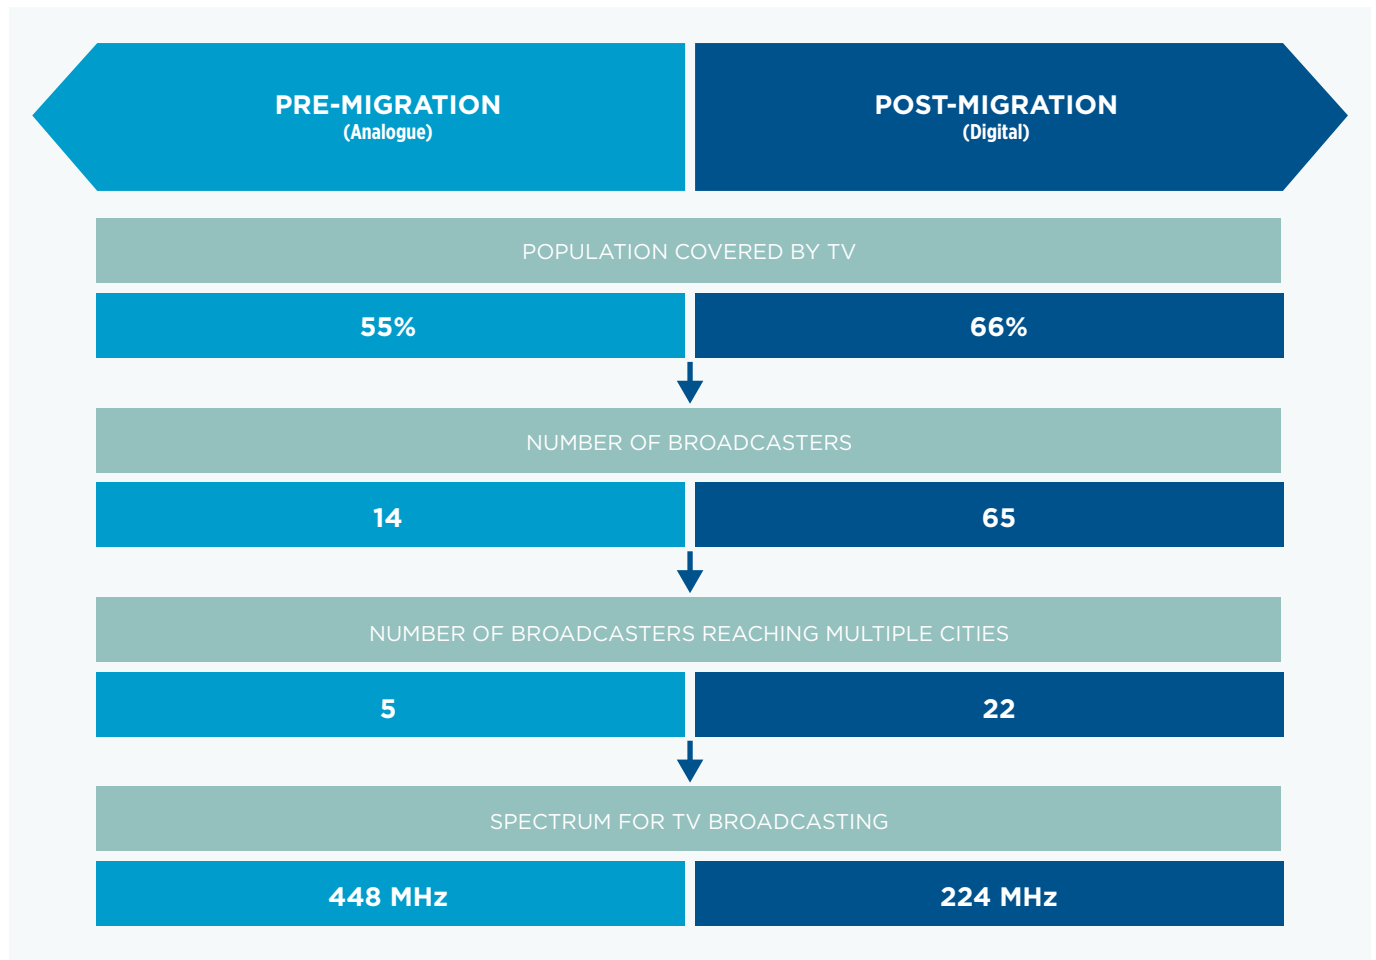 PRE-MIGRATION
(Analogue)
POST-MIGRATION
(Digital)
POPULATION COVERED BY TV
55%
66%
NUMBER OF BROADCASTERS
14
65
NUMBER OF BROADCASTERS REACHING MULTIPLE CITIES
5
22
SPECTRUM FOR TV BROADCASTING
448 MHz
224 MHz